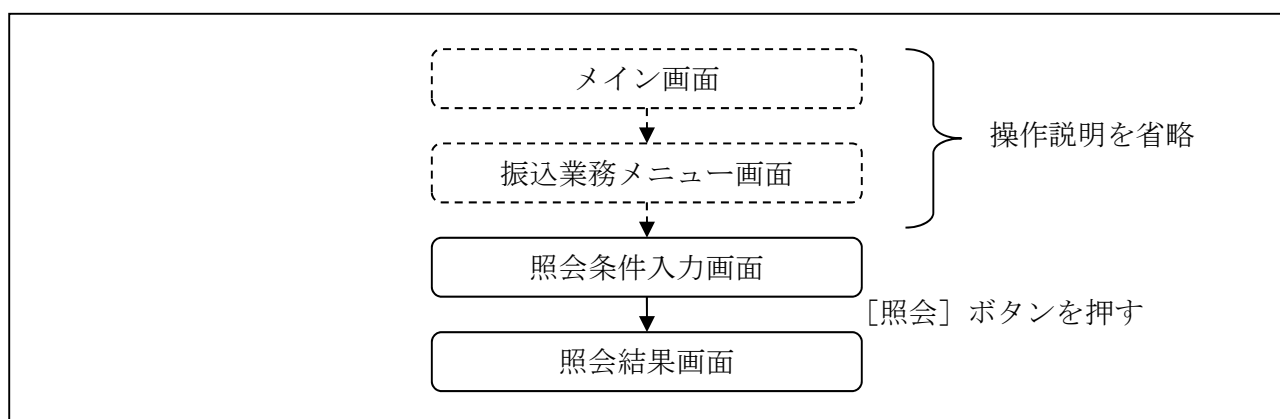 メイン画面
操作説明を省略
振込業務メニュー画面
照会条件入力画面
［照会］ボタンを押す
照会結果画面